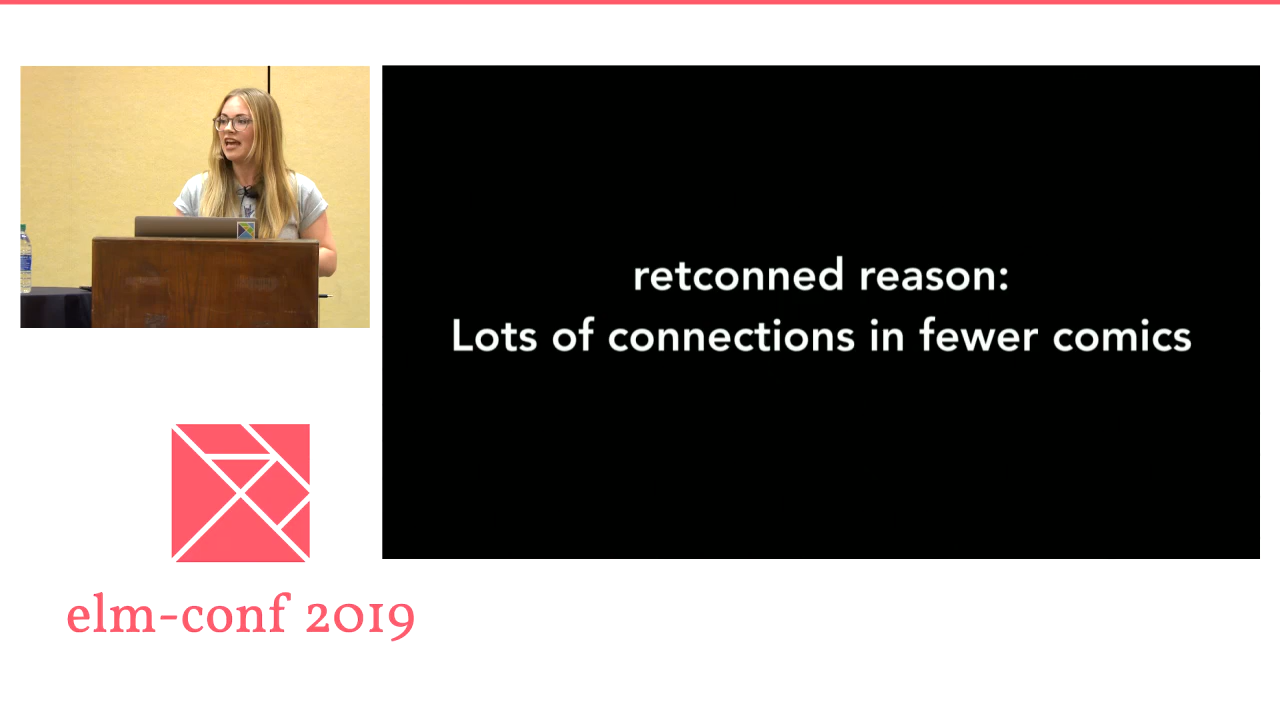 retconned reason:
Lots of connections in fewer comics
elm-conf 2019